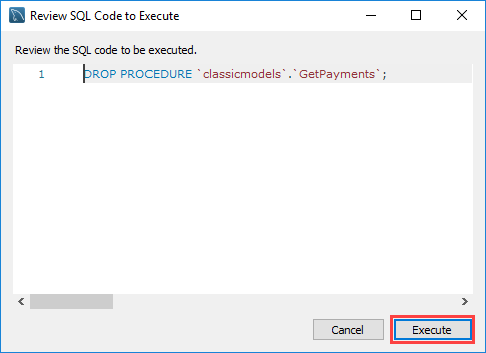 Review SQL Code to Execute
Review the SQL code to be executed.
1 DROP PROCEDURE `classicmodels`.`GetPayments`;
Cancel Execute